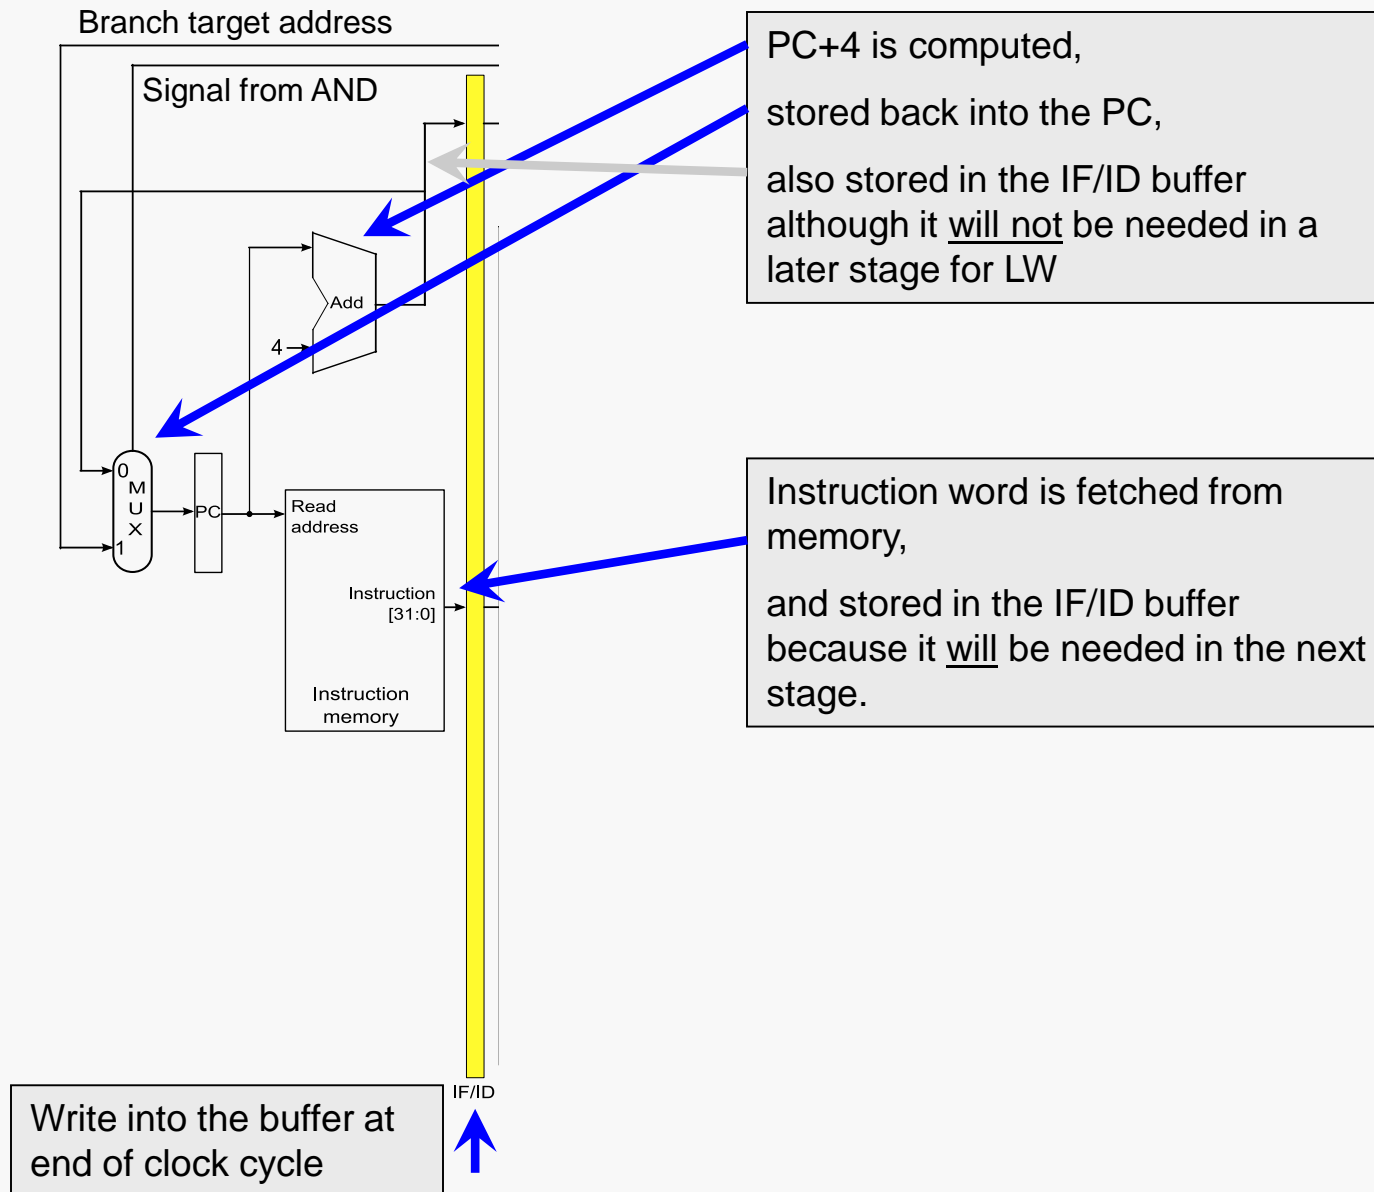 Branch target address
Signal from AND
PC+4 is computed,
stored back into the PC,
also stored in the IF/ID buffer
although it will not be needed in a
later stage for LW
Add
4
0
M
U
X
1
PC
Read
address
Instruction
[31:0]
Instruction
memory
Instruction word is fetched from
memory,
and stored in the IF/ID buffer
because it will be needed in the next
stage.
IF/ID
Write into the buffer at
end of clock cycle